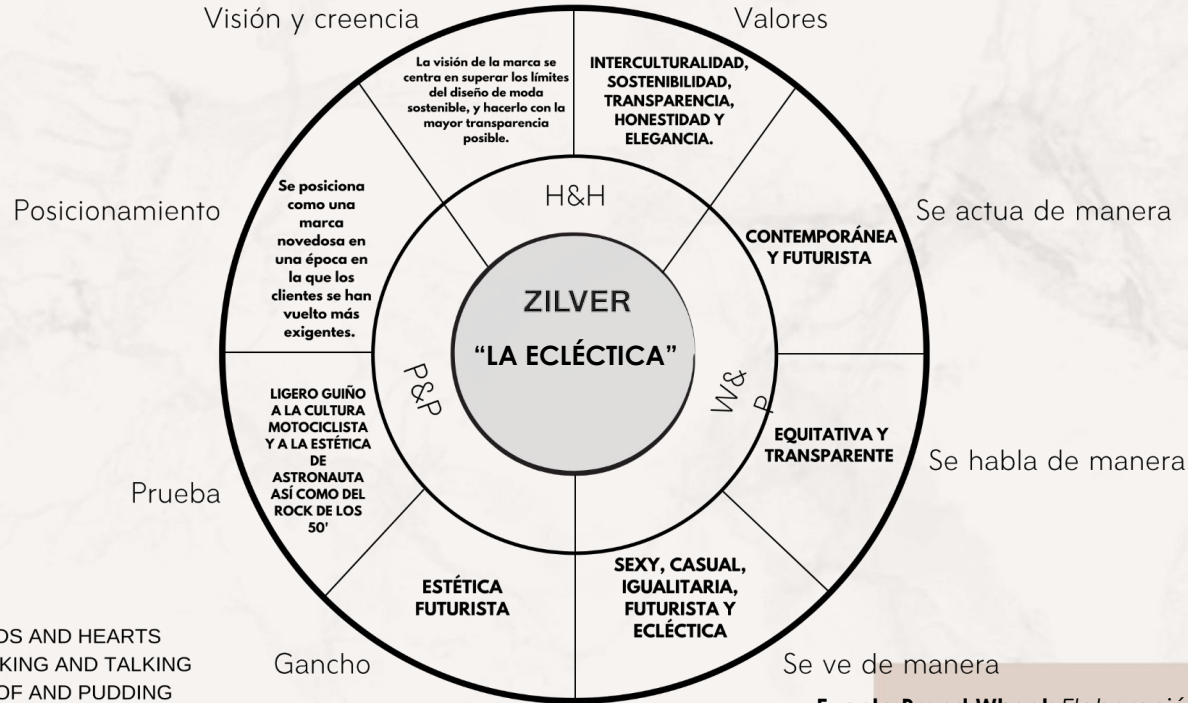 Visión y creencia
Valores
La visión de la marca se
centra en superar los límites
del diseño de moda
sostenible, y hacerlo con la
mayor transparencia
posible.
INTERCULTURALIDAD,
SOSTENIBILIDAD,
TRANSPARENCIA,
HONESTIDAD Y
ELEGANCIA.
Posicionamiento
Se posiciona
como una
marca
novedosa en
una época en
la que los
clientes se han
vuelto más
exigentes.
H&H
Se actua de manera
CONTEMPORÁNEA
Y FUTURISTA
ZILVER
“LA ECLÉCTICA”
P&P
W&
P
Prueba
LIGERO GUIÑO
A LA CULTURA
MOTOCICLISTA
Y A LA ESTÉTICA
DE
ASTRONAUTA
ASÍ COMO DEL
ROCK DE LOS
50'
EQUITATIVA Y
TRANSPARENTE
Se habla de manera
ESTÉTICA
FUTURISTA
SEXY, CASUAL,
IGUALITARIA,
FUTURISTA Y
ECLÉCTICA
Gancho
Se ve de manera
DS AND HEARTS
KING AND TALKING
OF AND PUDDING